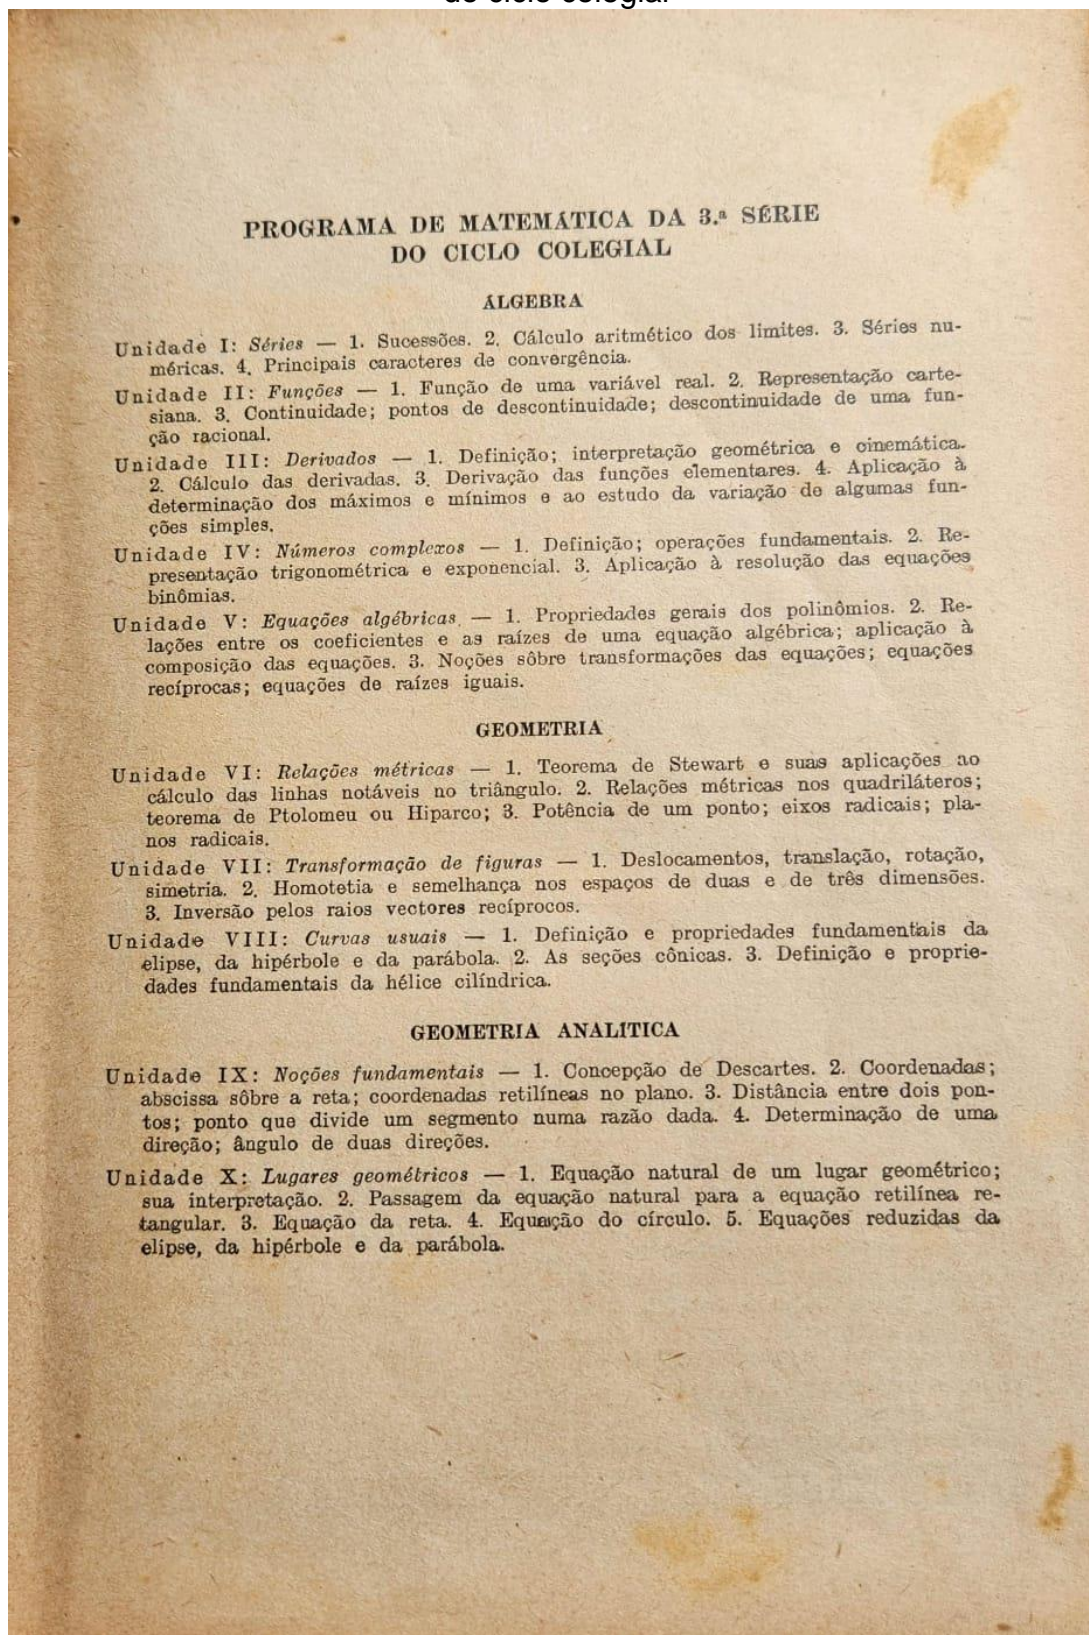 do ciclo colegial
PROGRAMA DE MATEMÁTICA DA 3.ª SÉRIE
DO CICLO COLEGIAL
ÁLGEBRA
Unidade I: Séries — 1. Sucessões. 2. Cálculo aritmético dos limites. 3. Séries nu-
méricas. 4. Principais caracteres de convergência.
Unidade II: Funções — 1. Função de uma variável real. 2. Representação carte-
siana. 3. Continuidade; pontos de descontinuidade; descontinuidade de uma fun-
ção racional.
Unidade III: Derivados — 1. Definição; interpretação geométrica e cinemática.
2. Cálculo das derivadas. 3. Derivação das funções elementares. 4. Aplicação à
determinação dos máximos e mínimos e ao estudo da variação de algumas fun-
ções simples.
Unidade IV: Números complexos — 1. Definição; operações fundamentais. 2. Re-
presentação trigonométrica e exponencial. 3. Aplicação à resolução das equações
binômias.
Unidade V: Equações algébricas — 1. Propriedades gerais dos polinômios. 2. Re-
lações entre os coeficientes e as raízes de uma equação algébrica; aplicação à
composição das equações. 3. Noções sôbre transformações das equações; equações
recíprocas; equações de raízes iguais.
GEOMETRIA
Unidade VI: Relações métricas — 1. Teorema de Stewart e suas aplicações ao
cálculo das linhas notáveis no triângulo. 2. Relações métricas nos quadriláteros;
teorema de Ptolomeu ou Hiparco; 3. Potência de um ponto; eixos radicais; pla-
nos radicais.
Unidade VII: Transformação de figuras — 1. Deslocamentos, translação, rotação,
simetria. 2. Homotetia e semelhança nos espaços de duas e de três dimensões.
3. Inversão pelos raios vectores recíprocos.
Unidade VIII: Curvas usuais — 1. Definição e propriedades fundamentais da
elipse, da hipérbole e da parábola. 2. As seções cônicas. 3. Definição e proprie-
dades fundamentais da hélice cilíndrica.
GEOMETRIA ANALÍTICA
Unidade IX: Noções fundamentais — 1. Concepção de Descartes. 2. Coordenadas;
abscissa sôbre a reta; coordenadas retilíneas no plano. 3. Distância entre dois pon-
tos; ponto que divide um segmento numa razão dada. 4. Determinação de uma
direção; ângulo de duas direções.
Unidade X: Lugares geométricos — 1. Equação natural de um lugar geométrico;
sua interpretação. 2. Passagem da equação natural para a equação retilínea re-
tangular. 3. Equação da reta. 4. Equação do círculo. 5. Equações reduzidas da
elipse, da hipérbole e da parábola.